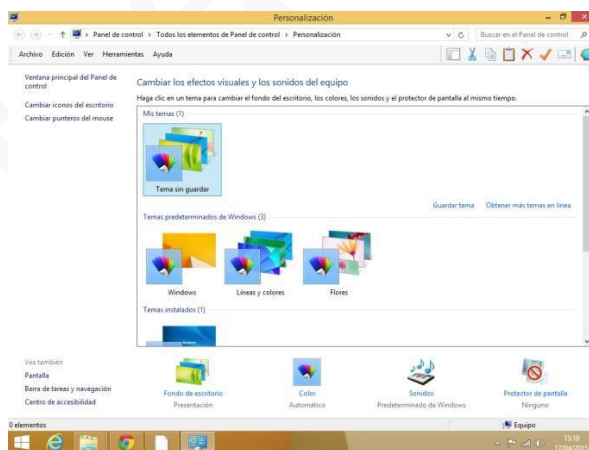 Personalización
Panel de control
Todos los elementos de Panel de control
Personalización
Buscar en el Panel de control
Archivo Edición Ver Herramientas Ayuda
Ventana principal del Panel de
control
Cambiar iconos del escritorio
Cambiar punteros del mouse
Cambiar los efectos visuales y los sonidos del equipo
Haga clic en un tema para cambiar el fondo del escritorio, los colores, los sonidos y el protector de pantalla al mismo tiempo.
Mis temas (1)
Tema sin guardar
Guardar tema Obtener más temas en línea
Temas predeterminados de Windows (3)
Windows Líneas y colores Flores
Temas instalados (1)
Vea también
Pantalla
Barra de tareas y navegación
Centro de accesibilidad
Fondo de escritorio
Presentación
Color
Automático
Sonidos
Predeterminado de Windows
Protector de pantalla
Ninguno
0 elementos
Equipo
13:10
17/04/2015